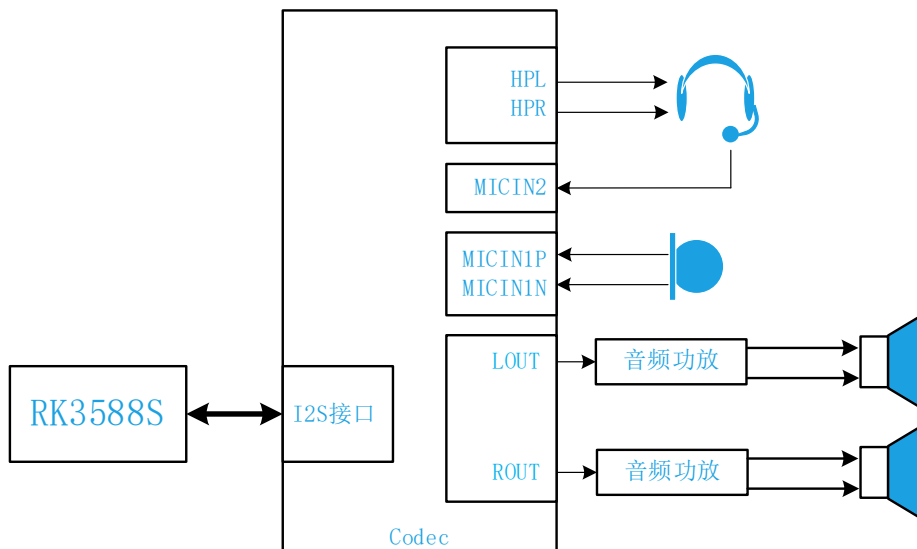 HPL
HPR
MICIN2
MICIN1P
MICIN1N
LOUT
音频功放
RK3588S
I2S接口
ROUT
音频功放
Codec